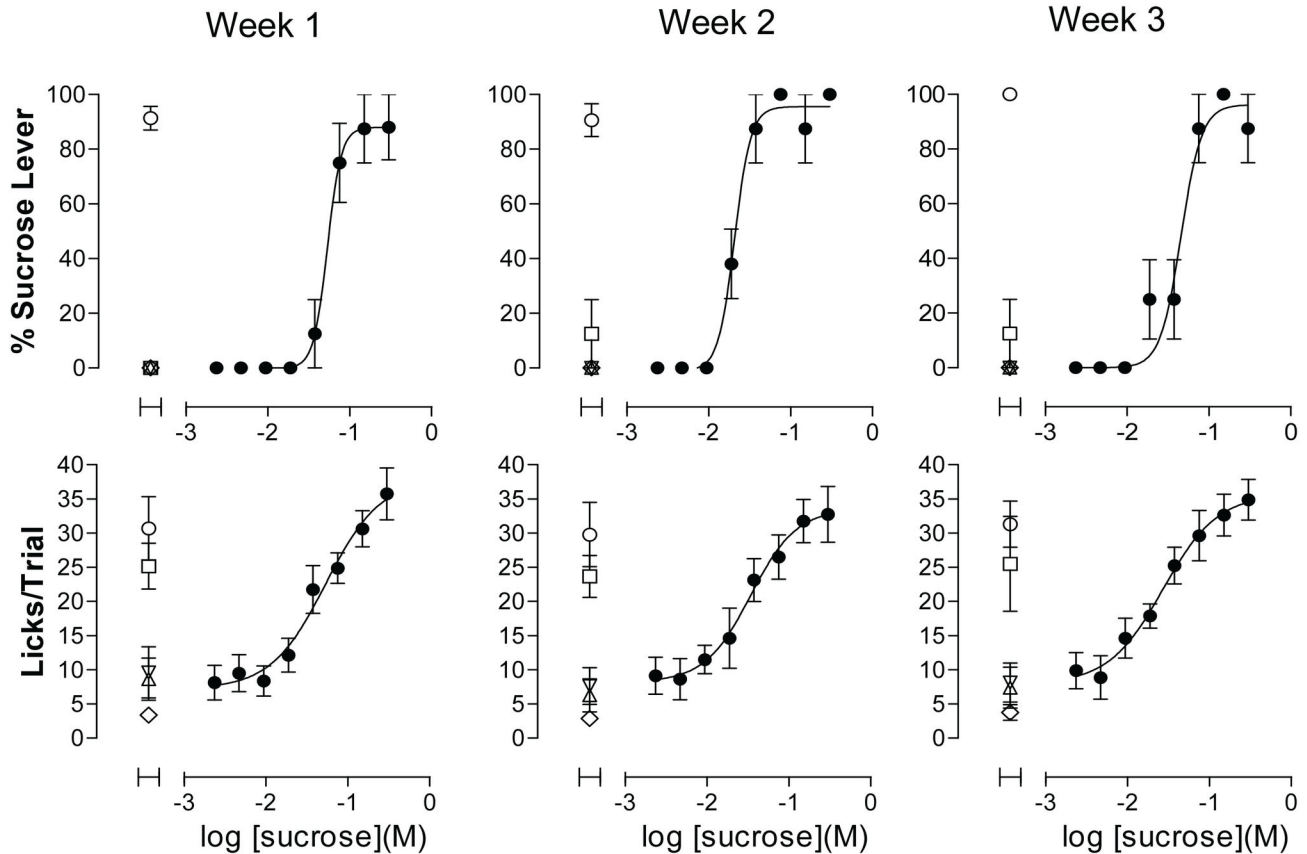 Week 1 Week 2 Week 3
% Sucrose Lever
100 100 100
80 80 80
60 60 60
40 40 40
20 20 20
0 0 0
-3 -2 -1 0 -3 -2 -1 0 -3 -2 -1 0
Licks/Trial
40 40 40
35 35 35
30 30 30
25 25 25
20 20 20
15 15 15
10 10 10
5 5 5
0 0 0
-3 -2 -1 0 -3 -2 -1 0 -3 -2 -1 0
log [sucrose](M) log [sucrose](M) log [sucrose](M)